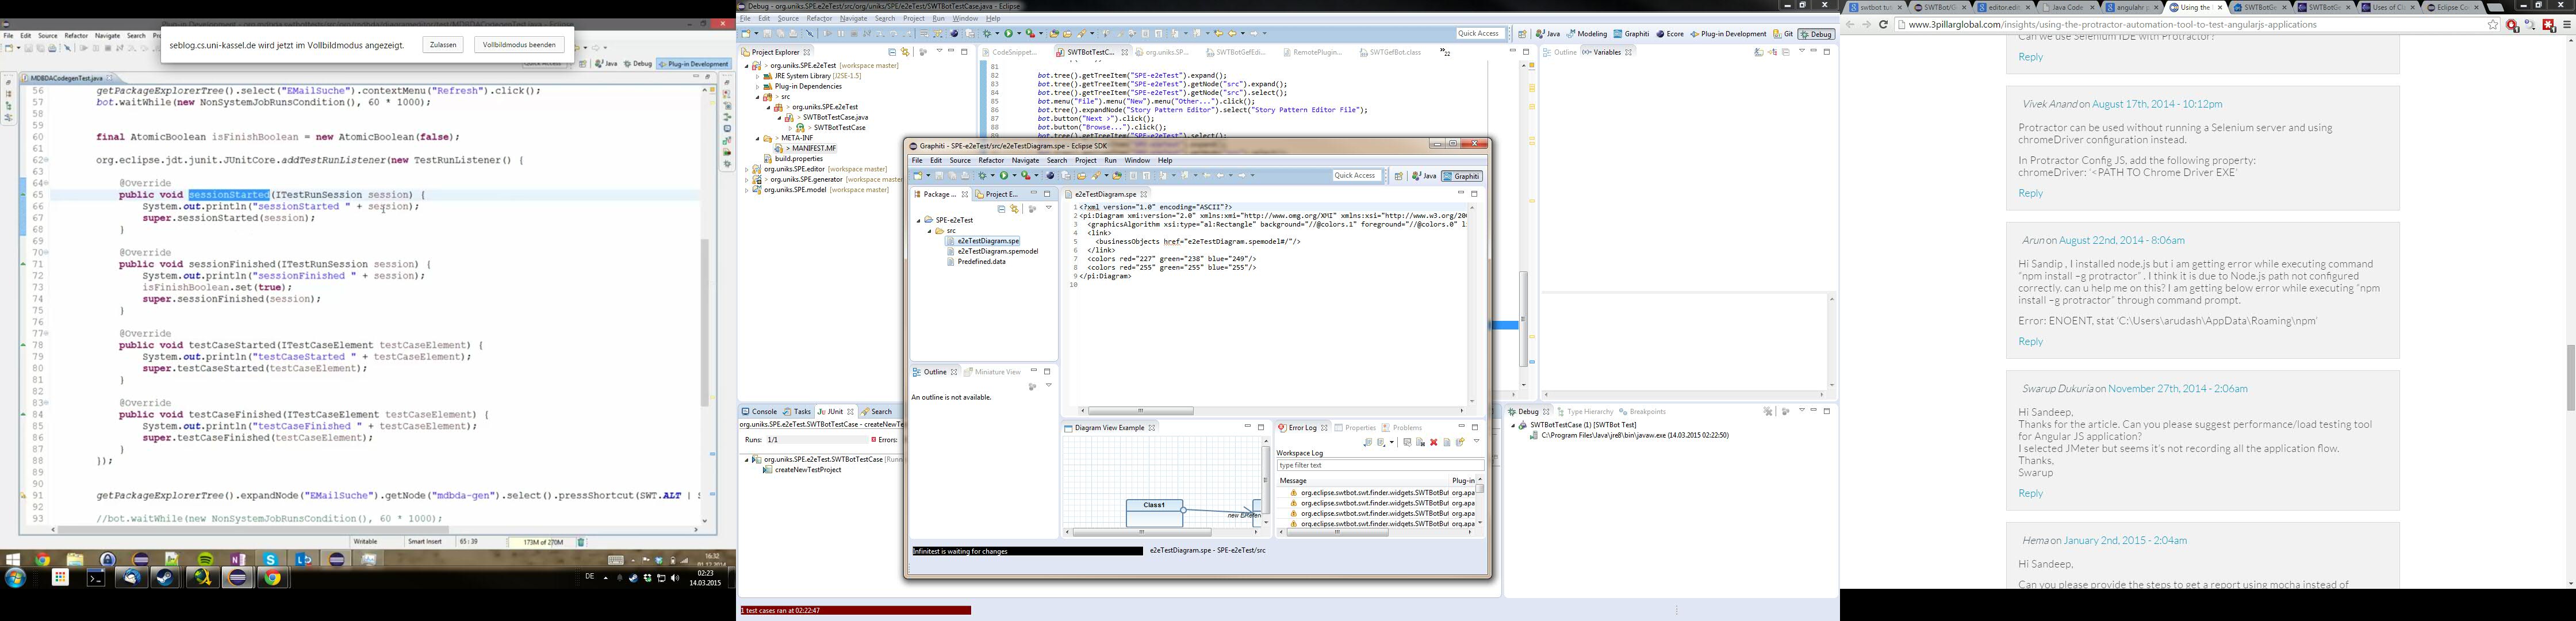 seblog.cs.uni-kassel.de wird jetzt im Vollbildmodus angezeigt.
Zulassen
Vollbildmodus beenden
File Edit Source Refactor Navigate Search
Java Debug Plug-in Development
MDBDACodegenTest.java
56 getPackageExplorerTree().select("EMailSuche").contextMenu("Refresh").click();
57 bot.waitWhile(new NonSystemJobRunsCondition(), 60 * 1000);
58
59
60 final AtomicBoolean isFinishBoolean = new AtomicBoolean(false);
61
62 org.eclipse.jdt.junit.JUnitCore.addTestRunListener(new TestRunListener() {
63
64 @Override
65 public void sessionStarted(ITestRunSession session) {
66 System.out.println("sessionStarted " + session);
67 super.sessionStarted(session);
68 }
69
70 @Override
71 public void sessionFinished(ITestRunSession session) {
72 System.out.println("sessionFinished " + session);
73 isFinishBoolean.set(true);
74 super.sessionFinished(session);
75 }
76
77 @Override
78 public void testCaseStarted(ITestCaseElement testCaseElement) {
79 System.out.println("testCaseStarted " + testCaseElement);
80 super.testCaseStarted(testCaseElement);
81 }
82
83 @Override
84 public void testCaseFinished(ITestCaseElement testCaseElement) {
85 System.out.println("testCaseFinished " + testCaseElement);
86 super.testCaseFinished(testCaseElement);
87 }
88 });
89
90
91 getPackageExplorerTree().expandNode("EMailSuche").getNode("mdbda-gen").select().pressShortcut(SWT.ALT |
92
93 //bot.waitWhile(new NonSystemJobRunsCondition(), 60 * 1000);
Writable Smart Insert 65 : 39 173M of 270M
16:32
DE
02:23
14.03.2015
Debug - org.uniks.SPE.e2eTest/src/org/uniks/SPE/e2eTest/SWTBotTestCase.java - Eclipse
File Edit Source Refactor Navigate Search Project Run Window Help
Quick Access
Java Modeling Graphiti Ecore Plug-in Development Git Debug
Project Explorer
org.uniks.SPE.e2eTest [workspace master]
JRE System Library [J2SE-1.5]
Plug-in Dependencies
src
org.uniks.SPE.e2eTest
SWTBotTestCase.java
SWTBotTestCase
META-INF
MANIFEST.MF
build.properties
org.uniks.SPE.editor [workspace master]
org.uniks.SPE.generator [workspace master]
org.uniks.SPE.model [workspace master]
CodeSnippet... SWTBotTestC... org.uniks.SP... SWTBotGefEdi... RemotePlugin... SWTGefBot.class
81
82 bot.tree().getTreeItem("SPE-e2eTest").expand();
83 bot.tree().getTreeItem("SPE-e2eTest").getNode("src").expand();
84 bot.tree().getTreeItem("SPE-e2eTest").getNode("src").select();
85 bot.menu("File").menu("New").menu("Other...").click();
86 bot.tree().expandNode("Story Pattern Editor").select("Story Pattern Editor File");
87 bot.button("Next >").click();
88 bot.button("Browse...").click();
89 bot.tree().getTreeItem("SPE-e2eTest").select();
Outline Variables
Graphiti - SPE-e2eTest/src/e2eTestDiagram.spe - Eclipse SDK
File Edit Source Refactor Navigate Search Project Run Window Help
Quick Access Java Graphiti
Package ... Project E...
SPE-e2eTest
src
e2eTestDiagram.spe
e2eTestDiagram.spemodel
Predefined.data
e2eTestDiagram.spe
1 <?xml version="1.0" encoding="ASCII"?>
2 <pi:Diagram xmi:version="2.0" xmlns:xmi="http://www.omg.org/XMI" xmlns:xsi="http://www.w3.org/20
3 <graphicsAlgorithm xsi:type="al:Rectangle" background="//@colors.1" foreground="//@colors.0" l
4 <link>
5 <businessObjects href="e2eTestDiagram.spemodel#/"/>
6 </link>
7 <colors red="227" green="238" blue="249"/>
8 <colors red="255" green="255" blue="255"/>
9 </pi:Diagram>
10
Outline Miniature View
An outline is not available.
Diagram View Example
Class1
Error Log Properties Problems
Workspace Log
type filter text
Message Plug-in
org.eclipse.swtbot.swt.finder.widgets.SWTBotBut org.apa
org.eclipse.swtbot.swt.finder.widgets.SWTBotBut org.apa
org.eclipse.swtbot.swt.finder.widgets.SWTBotBut org.apa
org.eclipse.swtbot.swt.finder.widgets.SWTBotBut org.apa
Infinitest is waiting for changes
e2eTestDiagram.spe - SPE-e2eTest/src
Console Tasks JUnit Search
org.uniks.SPE.e2eTest.SWTBotTestCase - createNewTe
Runs: 1/1 Errors:
org.uniks.SPE.e2eTest.SWTBotTestCase [Runn
createNewTestProject
Debug Type Hierarchy Breakpoints
SWTBotTestCase (1) [SWTBot Test]
C:\Program Files\Java\jre8\bin\javaw.exe (14.03.2015 02:22:50)
1 test cases ran at 02:22:47
swtbot tut SWTBot/G SWTBotGe editor.edi Java Code angularhr Using the SWTBotGe SWTBotGe Uses of Cl Eclipse Co
www.3pillarglobal.com/insights/using-the-protractor-automation-tool-to-test-angularjs-applications
Can we use Selenium IDE with Protractor?
Reply
Vivek Anand on August 17th, 2014 - 10:12pm
Protractor can be used without running a Selenium server and using
chromeDriver configuration instead.
In Protractor Config JS, add the following property:
chromeDriver: '<PATH TO Chrome Driver EXE'
Reply
Arun on August 22nd, 2014 - 8:06am
Hi Sandip , I installed node.js but i am getting error while executing command
"npm install –g protractor" . I think it is due to Node.js path not configured
correctly. can u help me on this? I am getting below error while executing "npm
install –g protractor" through command prompt.
Error: ENOENT, stat 'C:\Users\arudash\AppData\Roaming\npm'
Reply
Swarup Dukuria on November 27th, 2014 - 2:06am
Hi Sandeep,
Thanks for the article. Can you please suggest performance/load testing tool
for Angular JS application?
I selected JMeter but seems it's not recording all the application flow.
Thanks,
Swarup
Reply
Hema on January 2nd, 2015 - 2:04am
Hi Sandeep,
Can you please provide the steps to get a report using mocha instead of